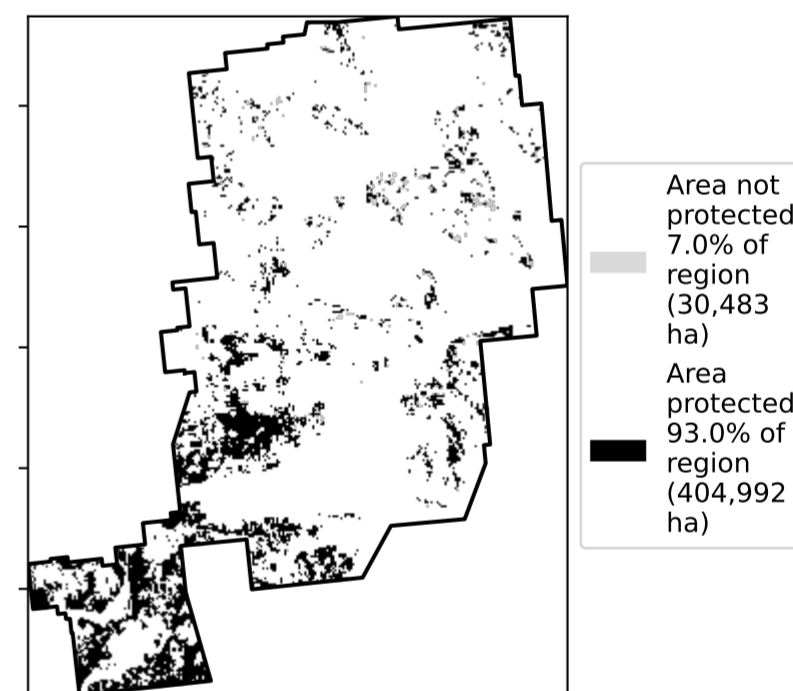 Area not
protected
7.0% of
region
(30,483
ha)
Area
protected
93.0% of
region
(404,992
ha)